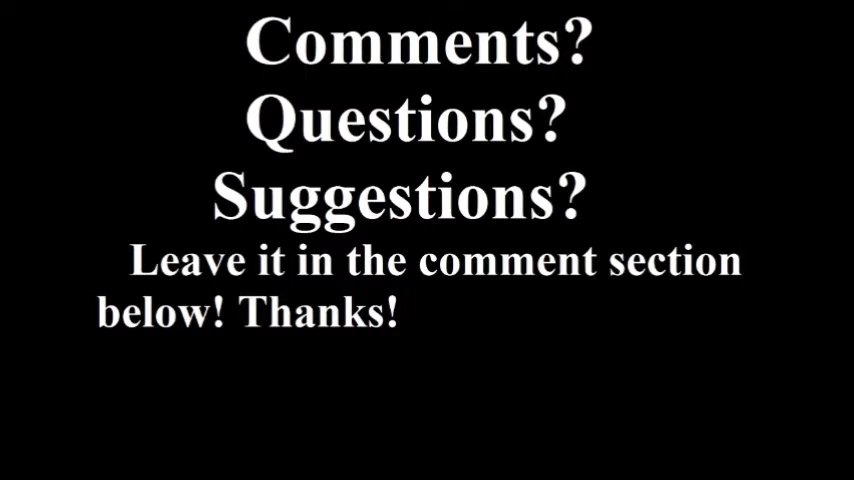 Comments?
Questions?
Suggestions?
Leave it in the comment section
below! Thanks!